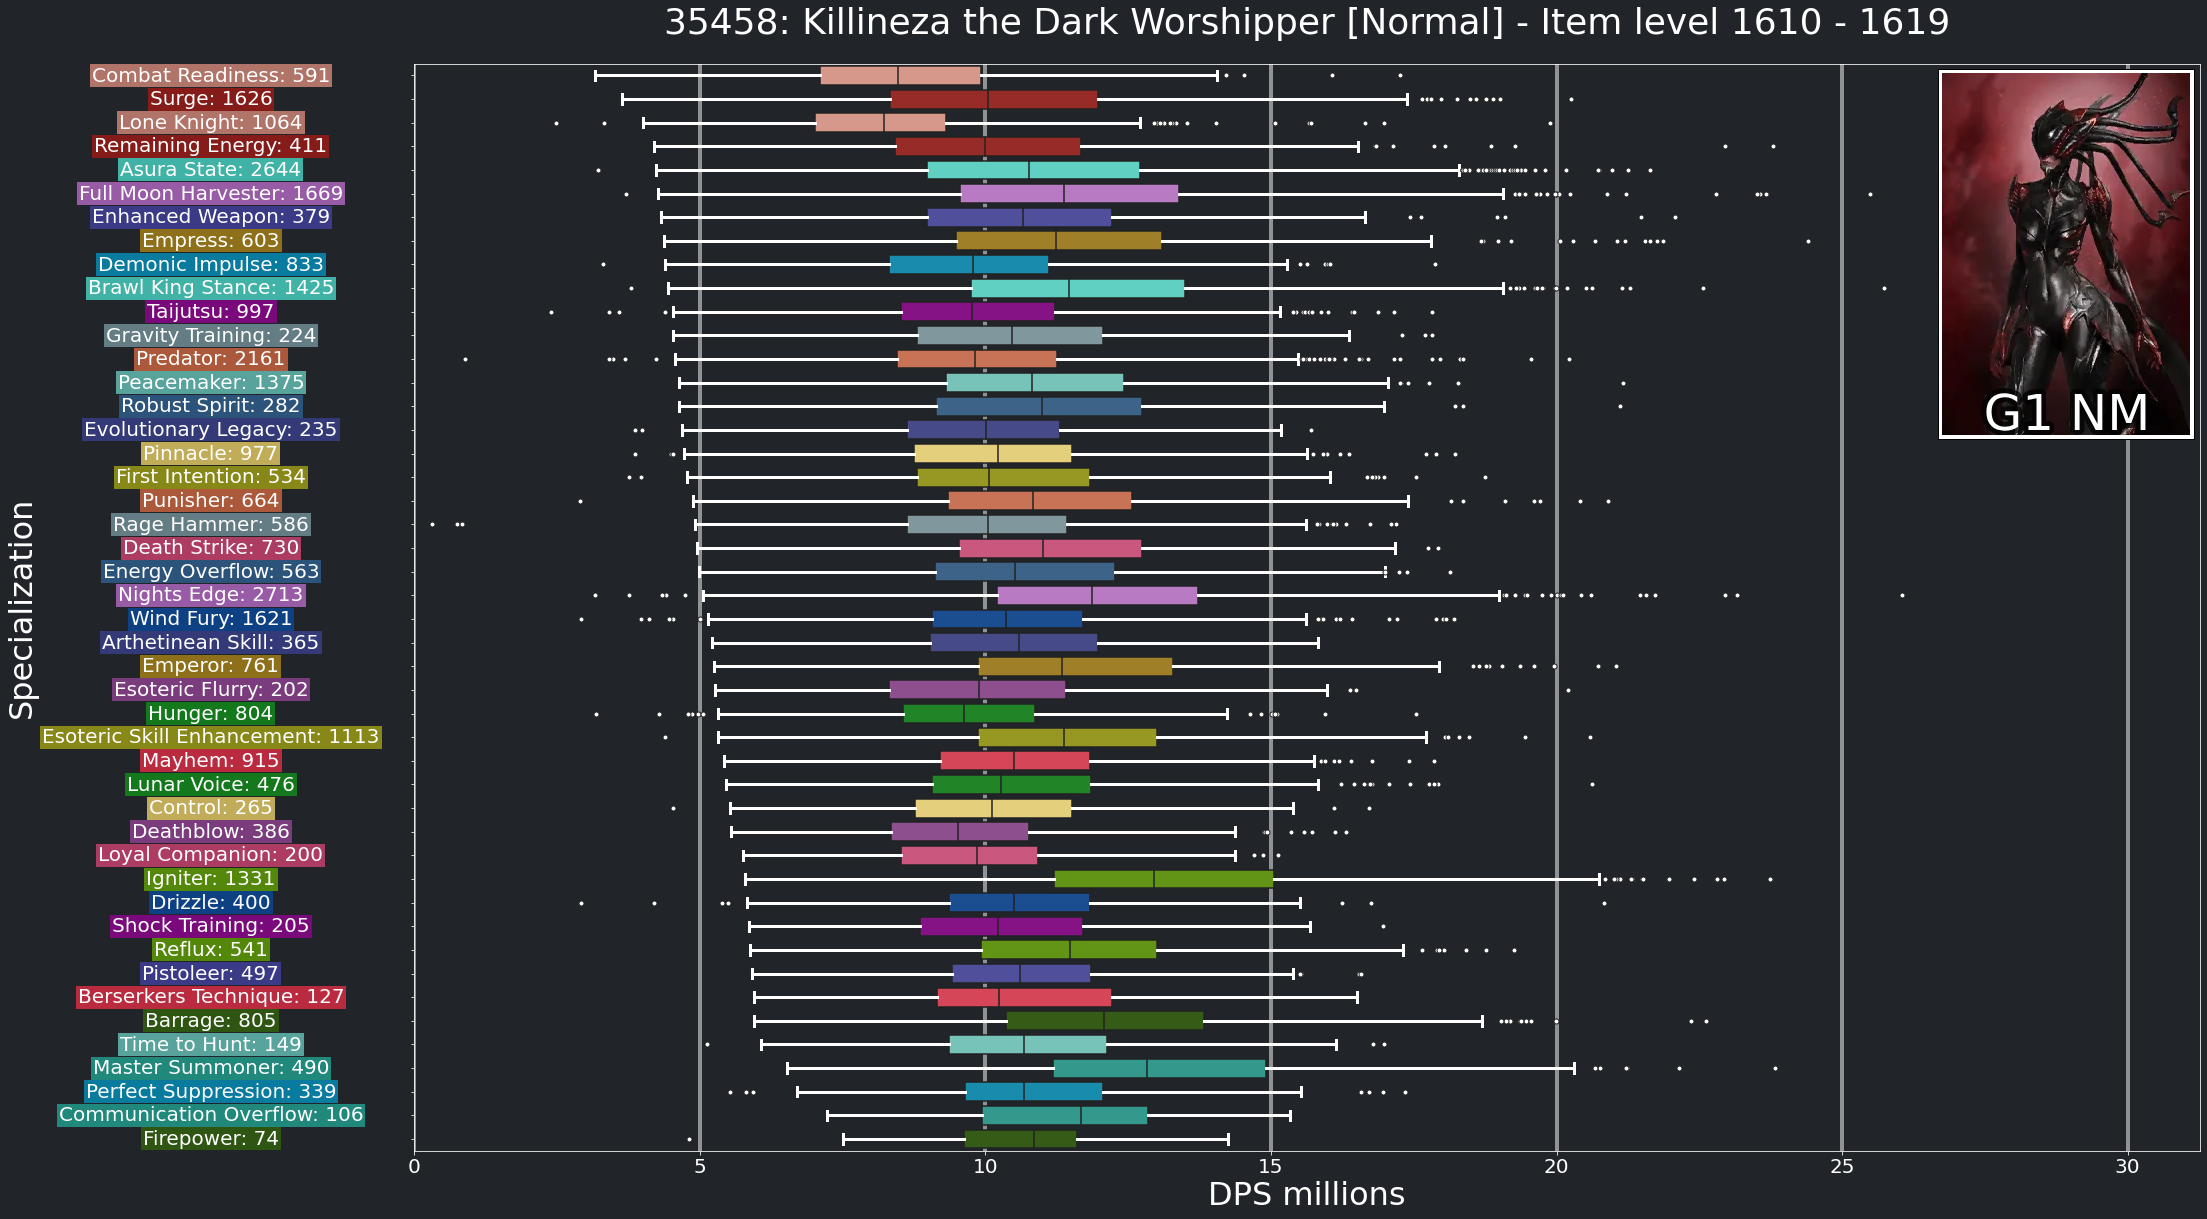 35458: Killineza the Dark Worshipper [Normal] - Item level 1610 - 1619
Combat Readiness: 591
Surge: 1626
Lone Knight: 1064
Remaining Energy: 411
Asura State: 2644
Full Moon Harvester: 1669
Enhanced Weapon: 379
Empress: 603
Demonic Impulse: 833
Brawl King Stance: 1425
Taijutsu: 997
Gravity Training: 224
Predator: 2161
Peacemaker: 1375
Robust Spirit: 282
Evolutionary Legacy: 235
Pinnacle: 977
First Intention: 534
Punisher: 664
Rage Hammer: 586
Death Strike: 730
Energy Overflow: 563
Nights Edge: 2713
Wind Fury: 1621
Arthetinean Skill: 365
Emperor: 761
Esoteric Flurry: 202
Hunger: 804
Esoteric Skill Enhancement: 1113
Mayhem: 915
Lunar Voice: 476
Control: 265
Deathblow: 386
Loyal Companion: 200
Igniter: 1331
Drizzle: 400
Shock Training: 205
Reflux: 541
Pistoleer: 497
Berserkers Technique: 127
Barrage: 805
Time to Hunt: 149
Master Summoner: 490
Perfect Suppression: 339
Communication Overflow: 106
Firepower: 74
Specialization
G1 NM
0 5 10 15 20 25 30
DPS millions